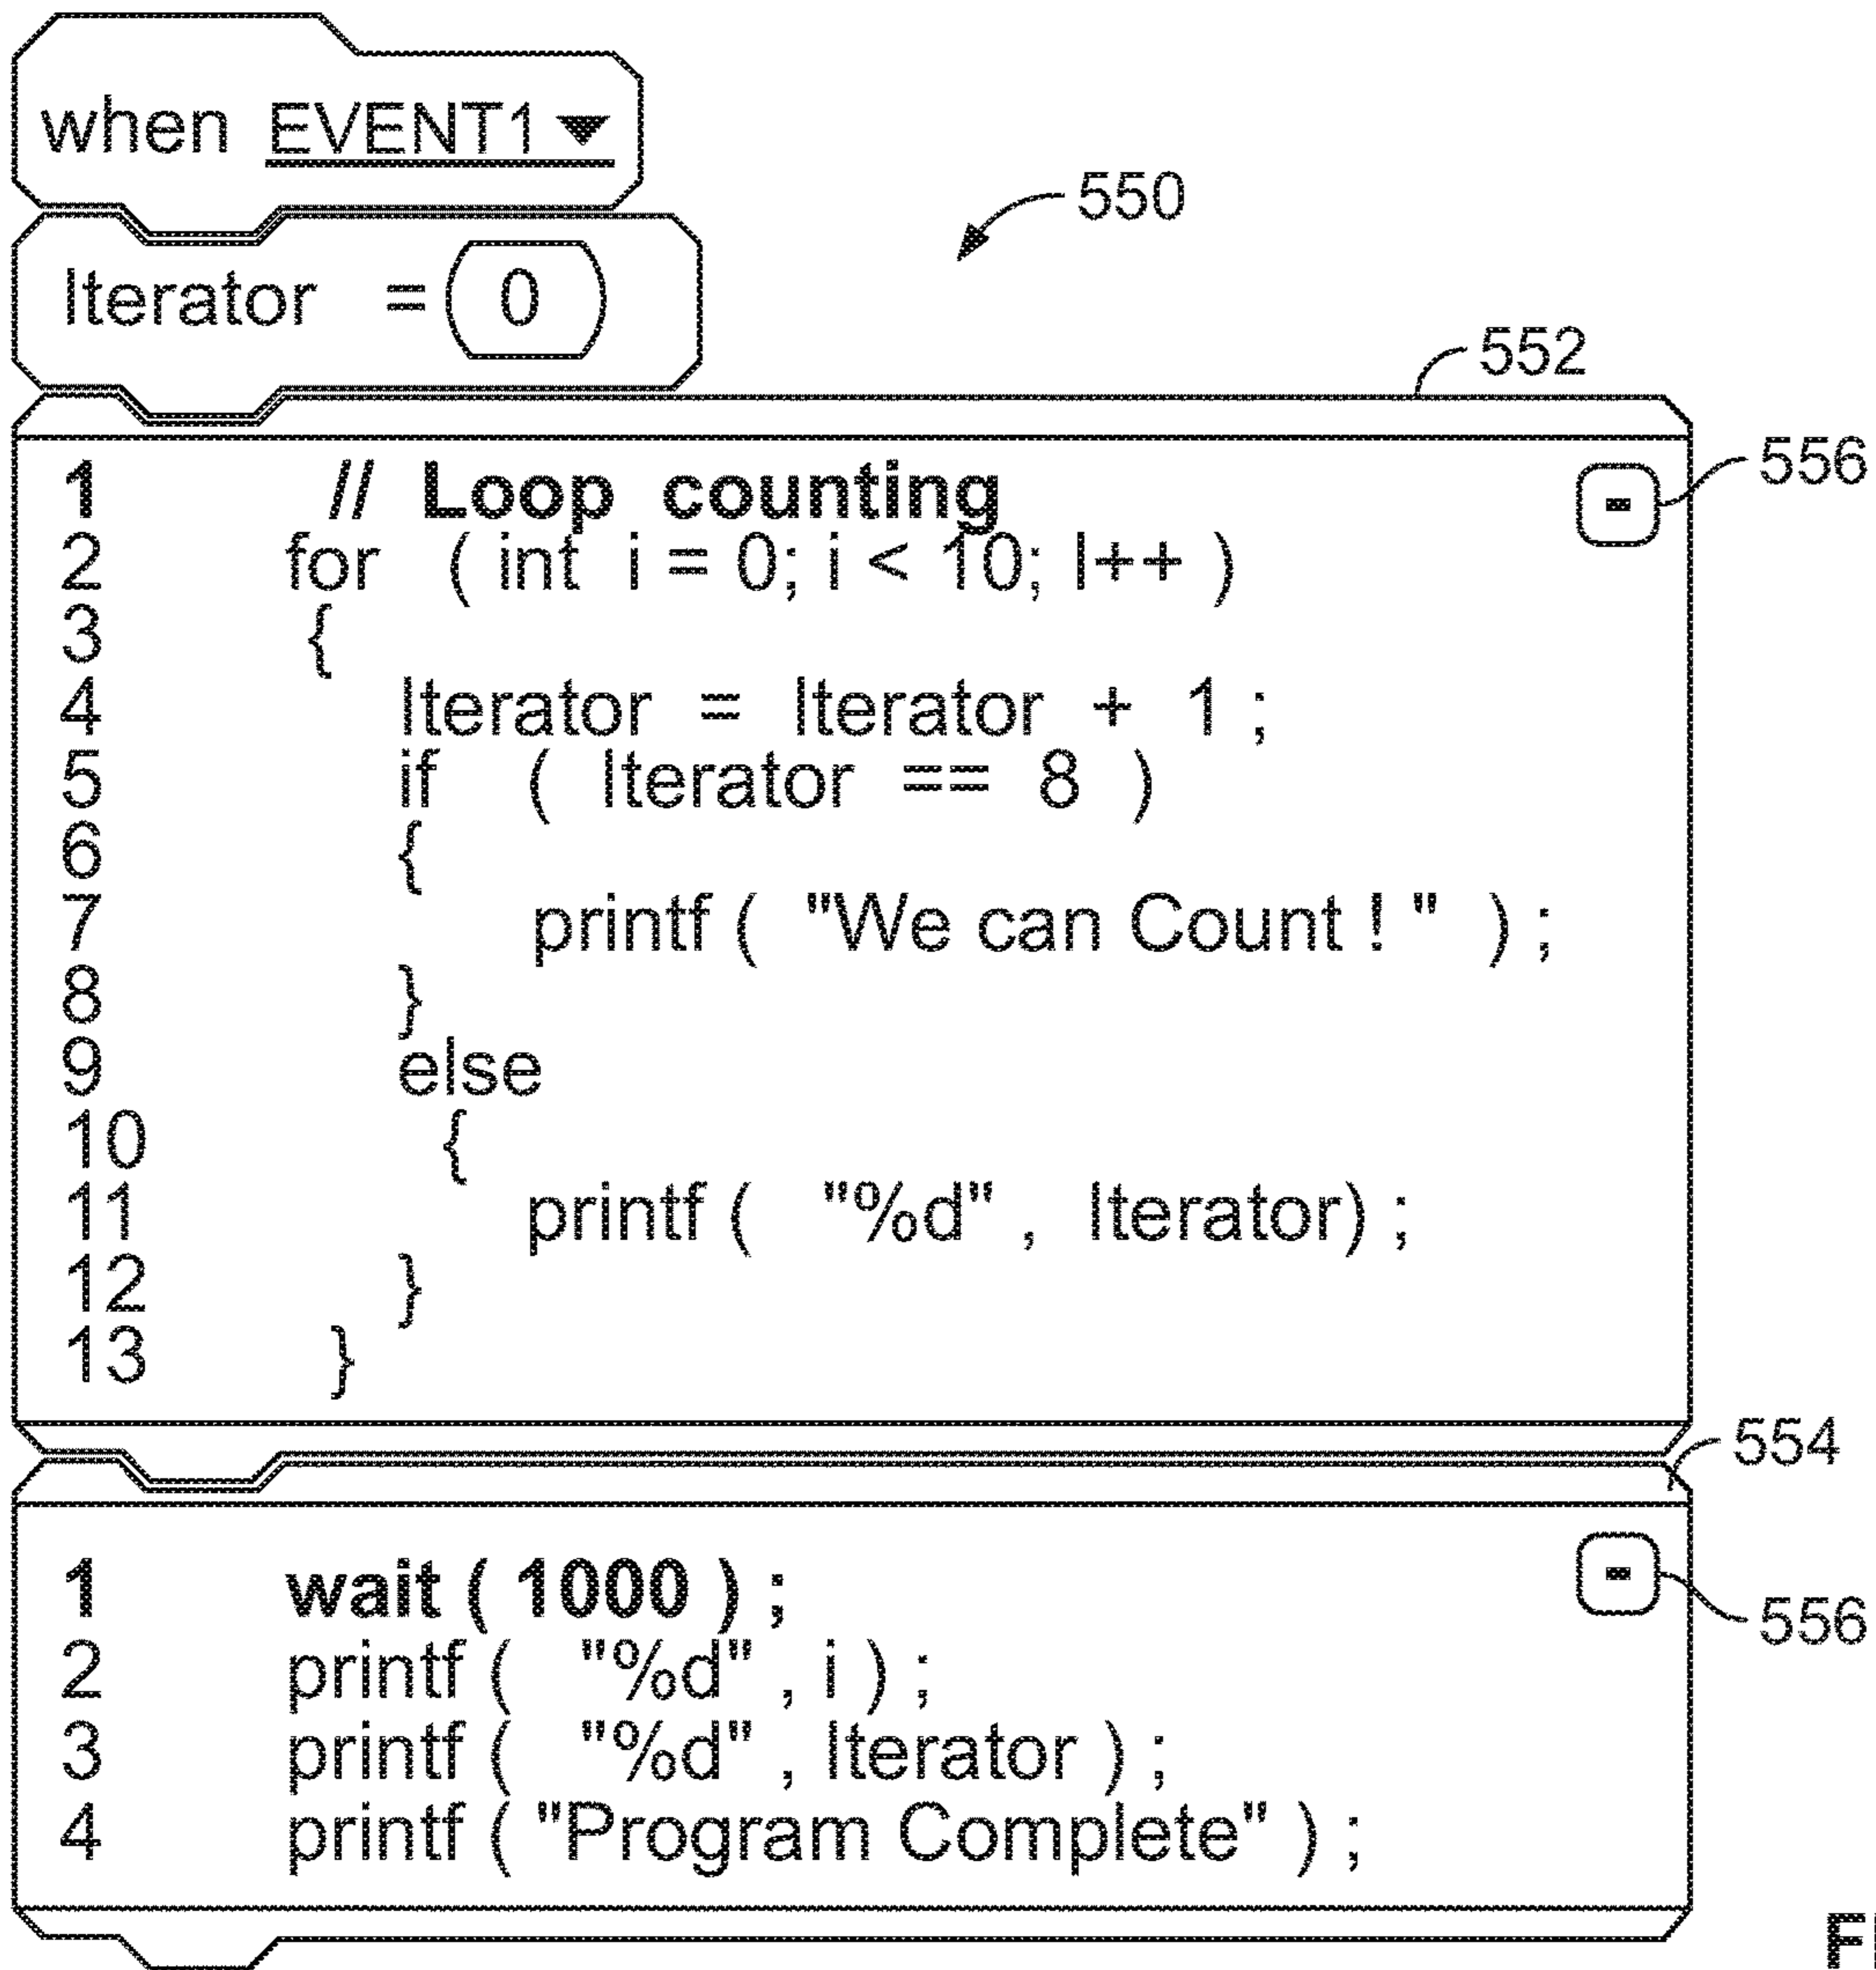 when EVENT1
550
Iterator = 0
552
556
1 // Loop counting
2 for ( int i = 0; i < 10; I++ )
3 {
4 Iterator = Iterator + 1 ;
5 if ( Iterator == 8 )
6 {
7 printf ( "We can Count ! " ) ;
8 }
9 else
10 {
11 printf ( "%d" , Iterator) ;
12 }
13 }
554
1 wait ( 1000 ) ;
556
2 printf ( "%d" , i ) ;
3 printf ( "%d" , Iterator ) ;
4 printf ( "Program Complete" ) ;